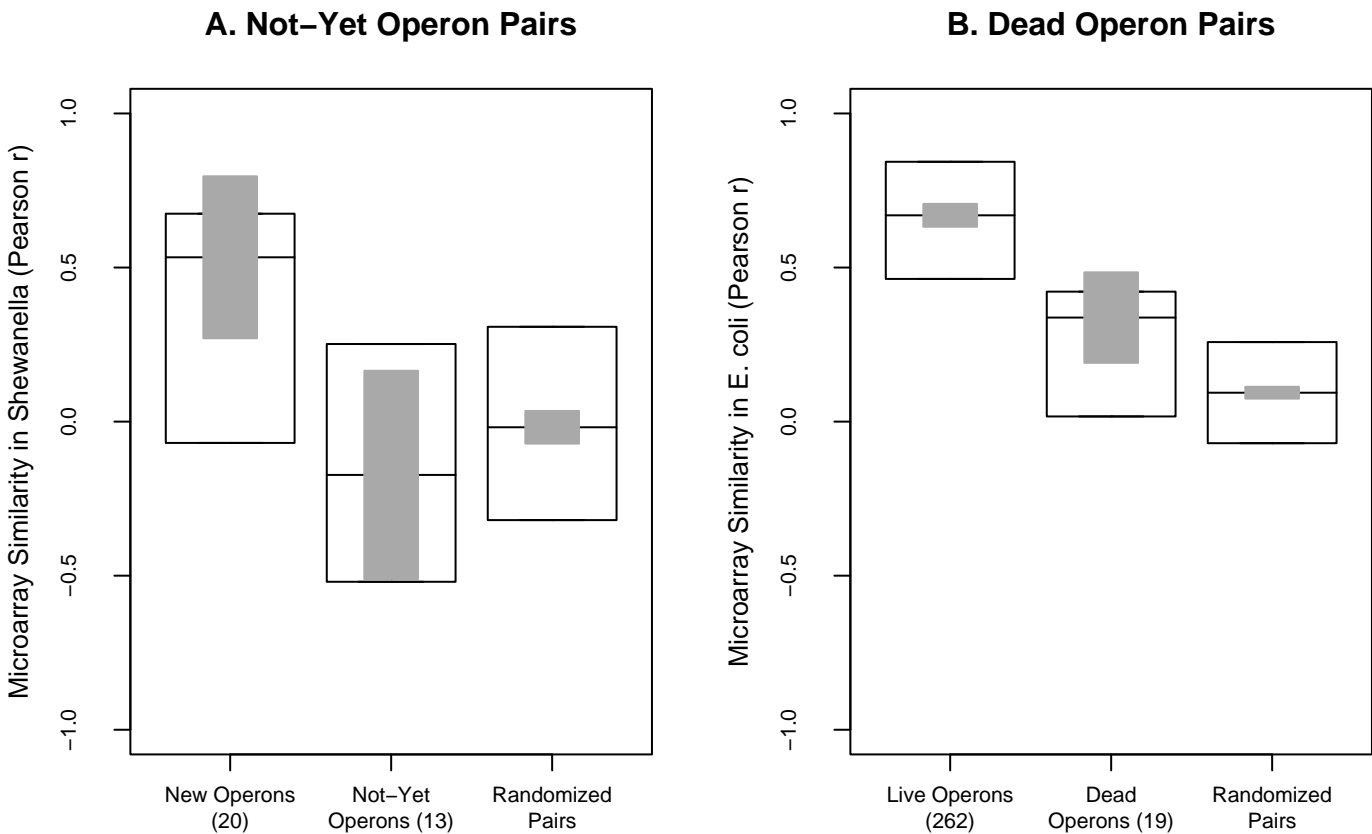 A. Not−Yet Operon Pairs
Microarray Similarity in Shewanella (Pearson r)
1.0
0.5
0.0
−0.5
−1.0
New Operons
(20)
Not−Yet
Operons (13)
Randomized
Pairs
B. Dead Operon Pairs
Microarray Similarity in E. coli (Pearson r)
1.0
0.5
0.0
−0.5
−1.0
Live Operons
(262)
Dead
Operons (19)
Randomized
Pairs